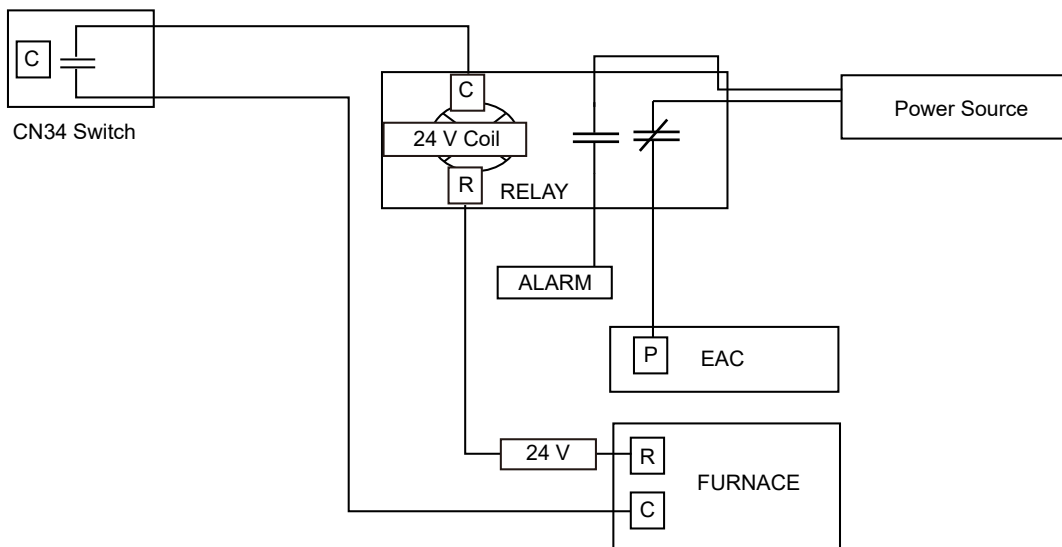 C
CN34 Switch
C
24 V Coil
R
RELAY
Power Source
ALARM
P
EAC
24 V
R
FURNACE
C